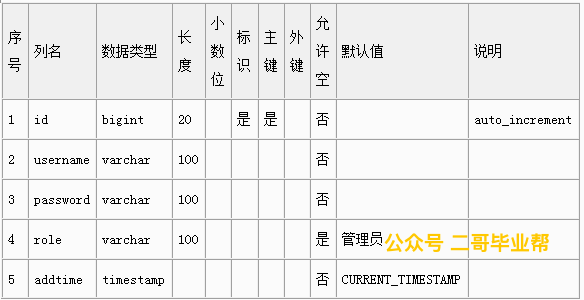 序号 列名 数据类型 长度 小数位 标识 主键 外键 允许空 默认值 说明
1 id bigint 20 是 是 否 auto_increment
2 username varchar 100 否
3 password varchar 100 否
4 role varchar 100 是 管理员
公众号 二哥毕业帮
5 addtime timestamp 否 CURRENT_TIMESTAMP